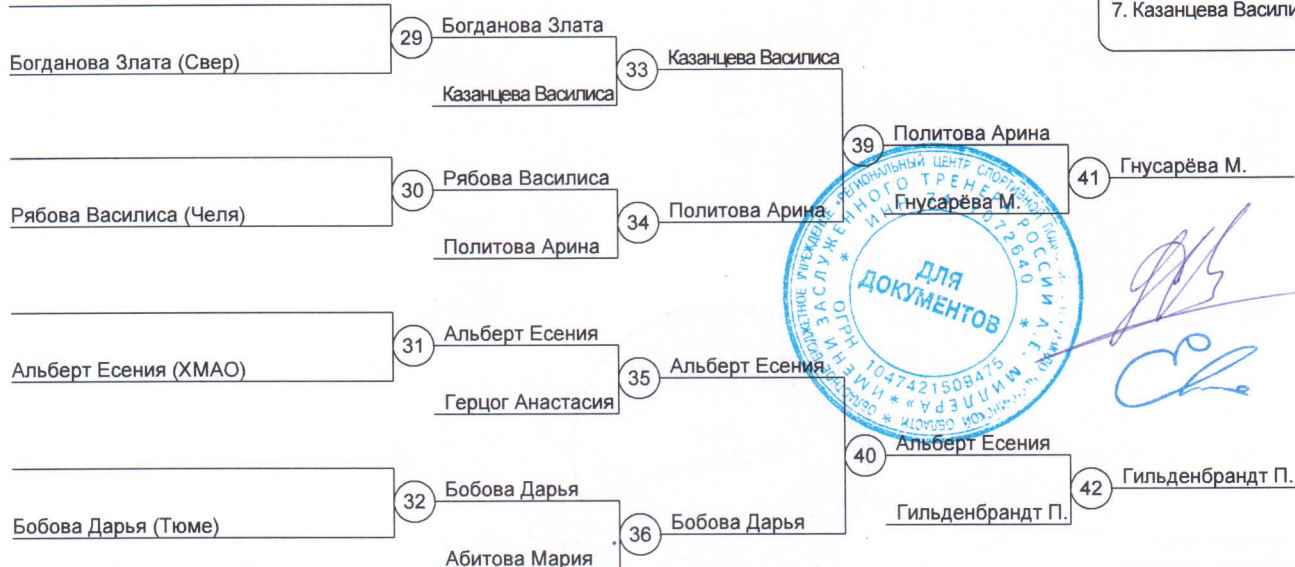 7. Казанцева Васили
29 Богданова Злата
Богданова Злата (Свер)
33 Казанцева Василиса
Казанцева Василиса
39 Политова Арина
41 Гнусарёва М.
30 Рябова Василиса
Гнусарёва М.
Рябова Василиса (Челя)
34 Политова Арина
Политова Арина
ДЛЯ
ДОКУМЕНТОВ
31 Альберт Есения
Альберт Есения (ХМАО)
35 Альберт Есения
Герцог Анастасия
40 Альберт Есения
32 Бобова Дарья
42 Гильденбрандт П.
Гильденбрандт П.
Бобова Дарья (Тюме)
36 Бобова Дарья
Абитова Мария